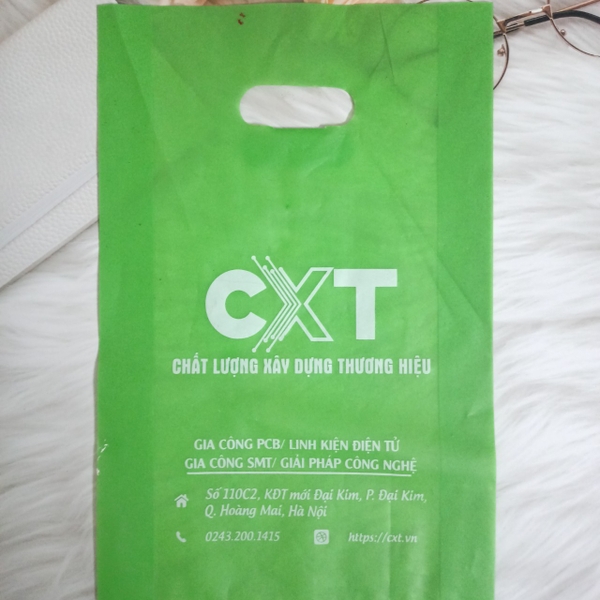 CXT
CHẤT LƯỢNG XÂY DỰNG THƯƠNG HIỆU
GIA CÔNG PCB/ LINH KIỆN ĐIỆN TỬ
GIA CÔNG SMT/ GIẢI PHÁP CÔNG NGHỆ
Số 110C2, KĐT mới Đại Kim, P. Đại Kim,
Q. Hoàng Mai, Hà Nội
0243.200.1415 https://cxt.vn